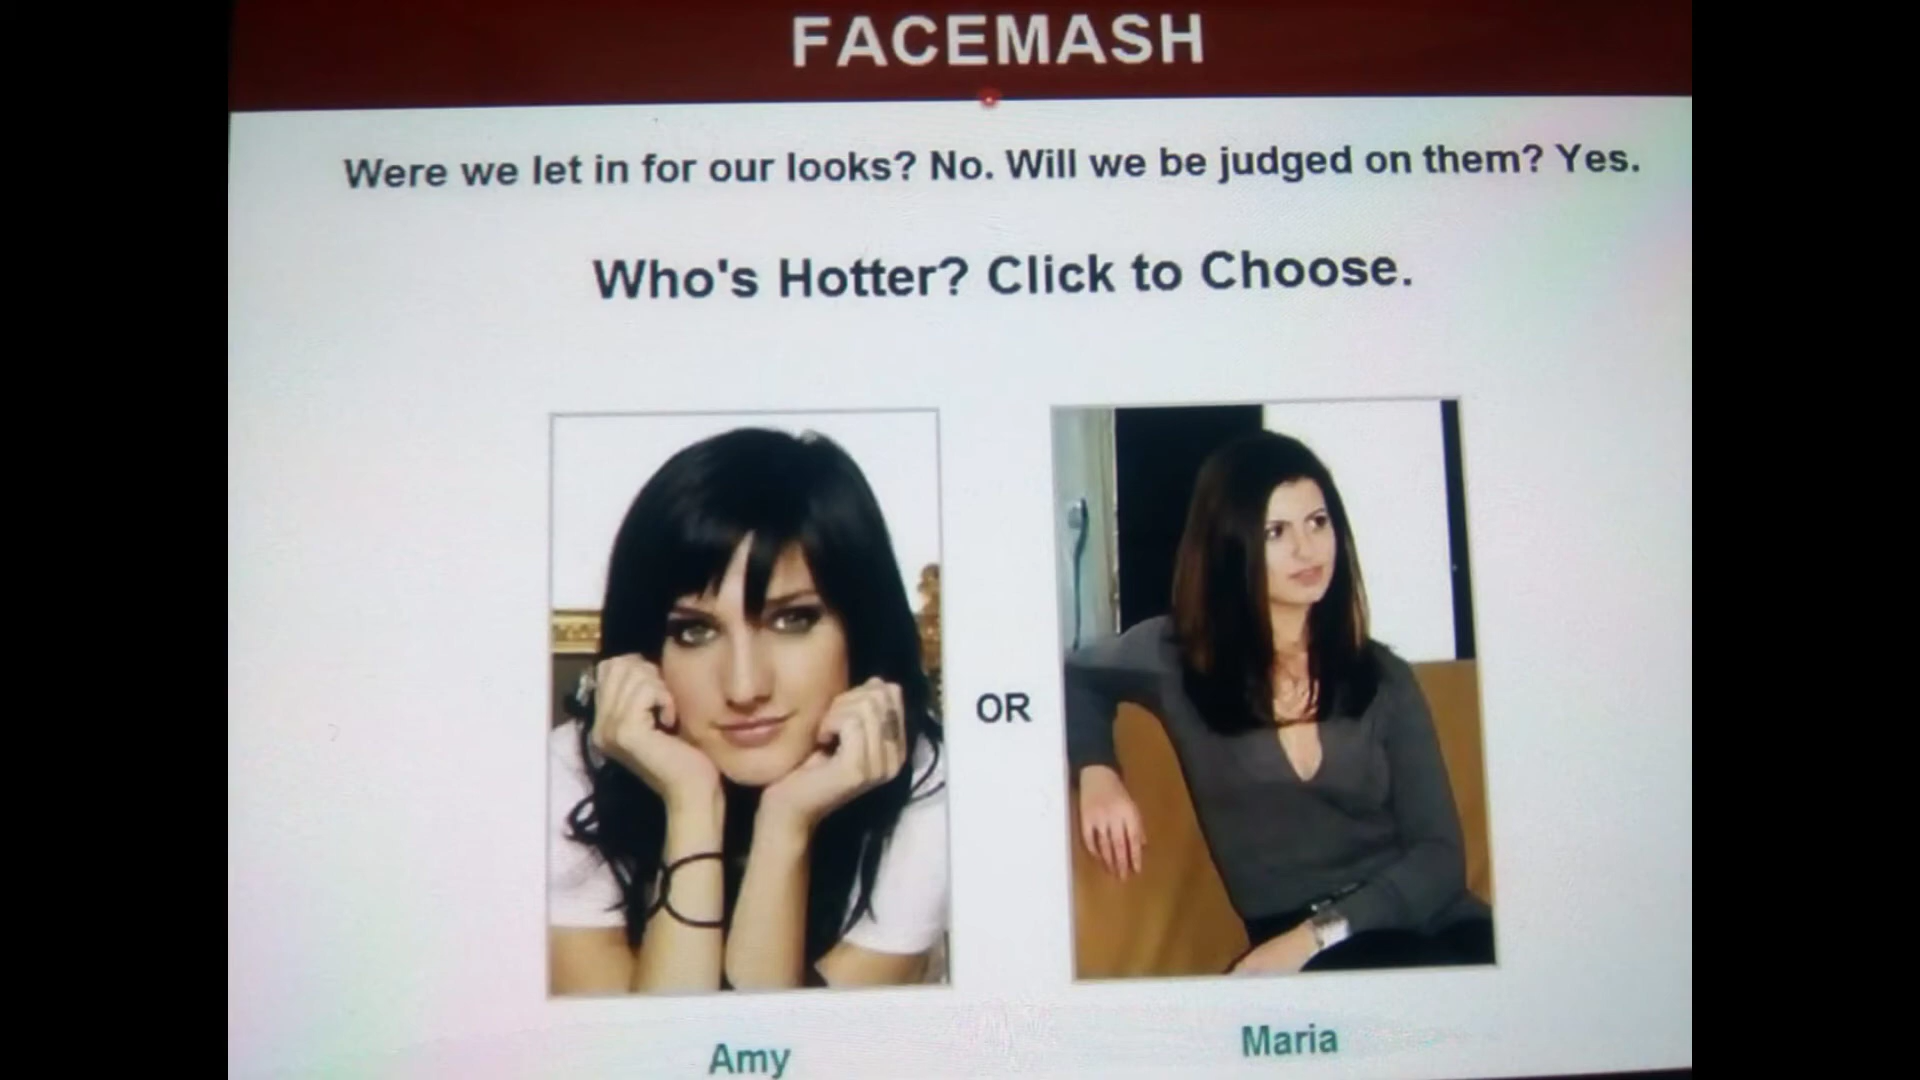 FACEMASH
Were we let in for our looks? No. Will we be judged on them? Yes.
Who's Hotter? Click to Choose.
OR
Amy
Maria